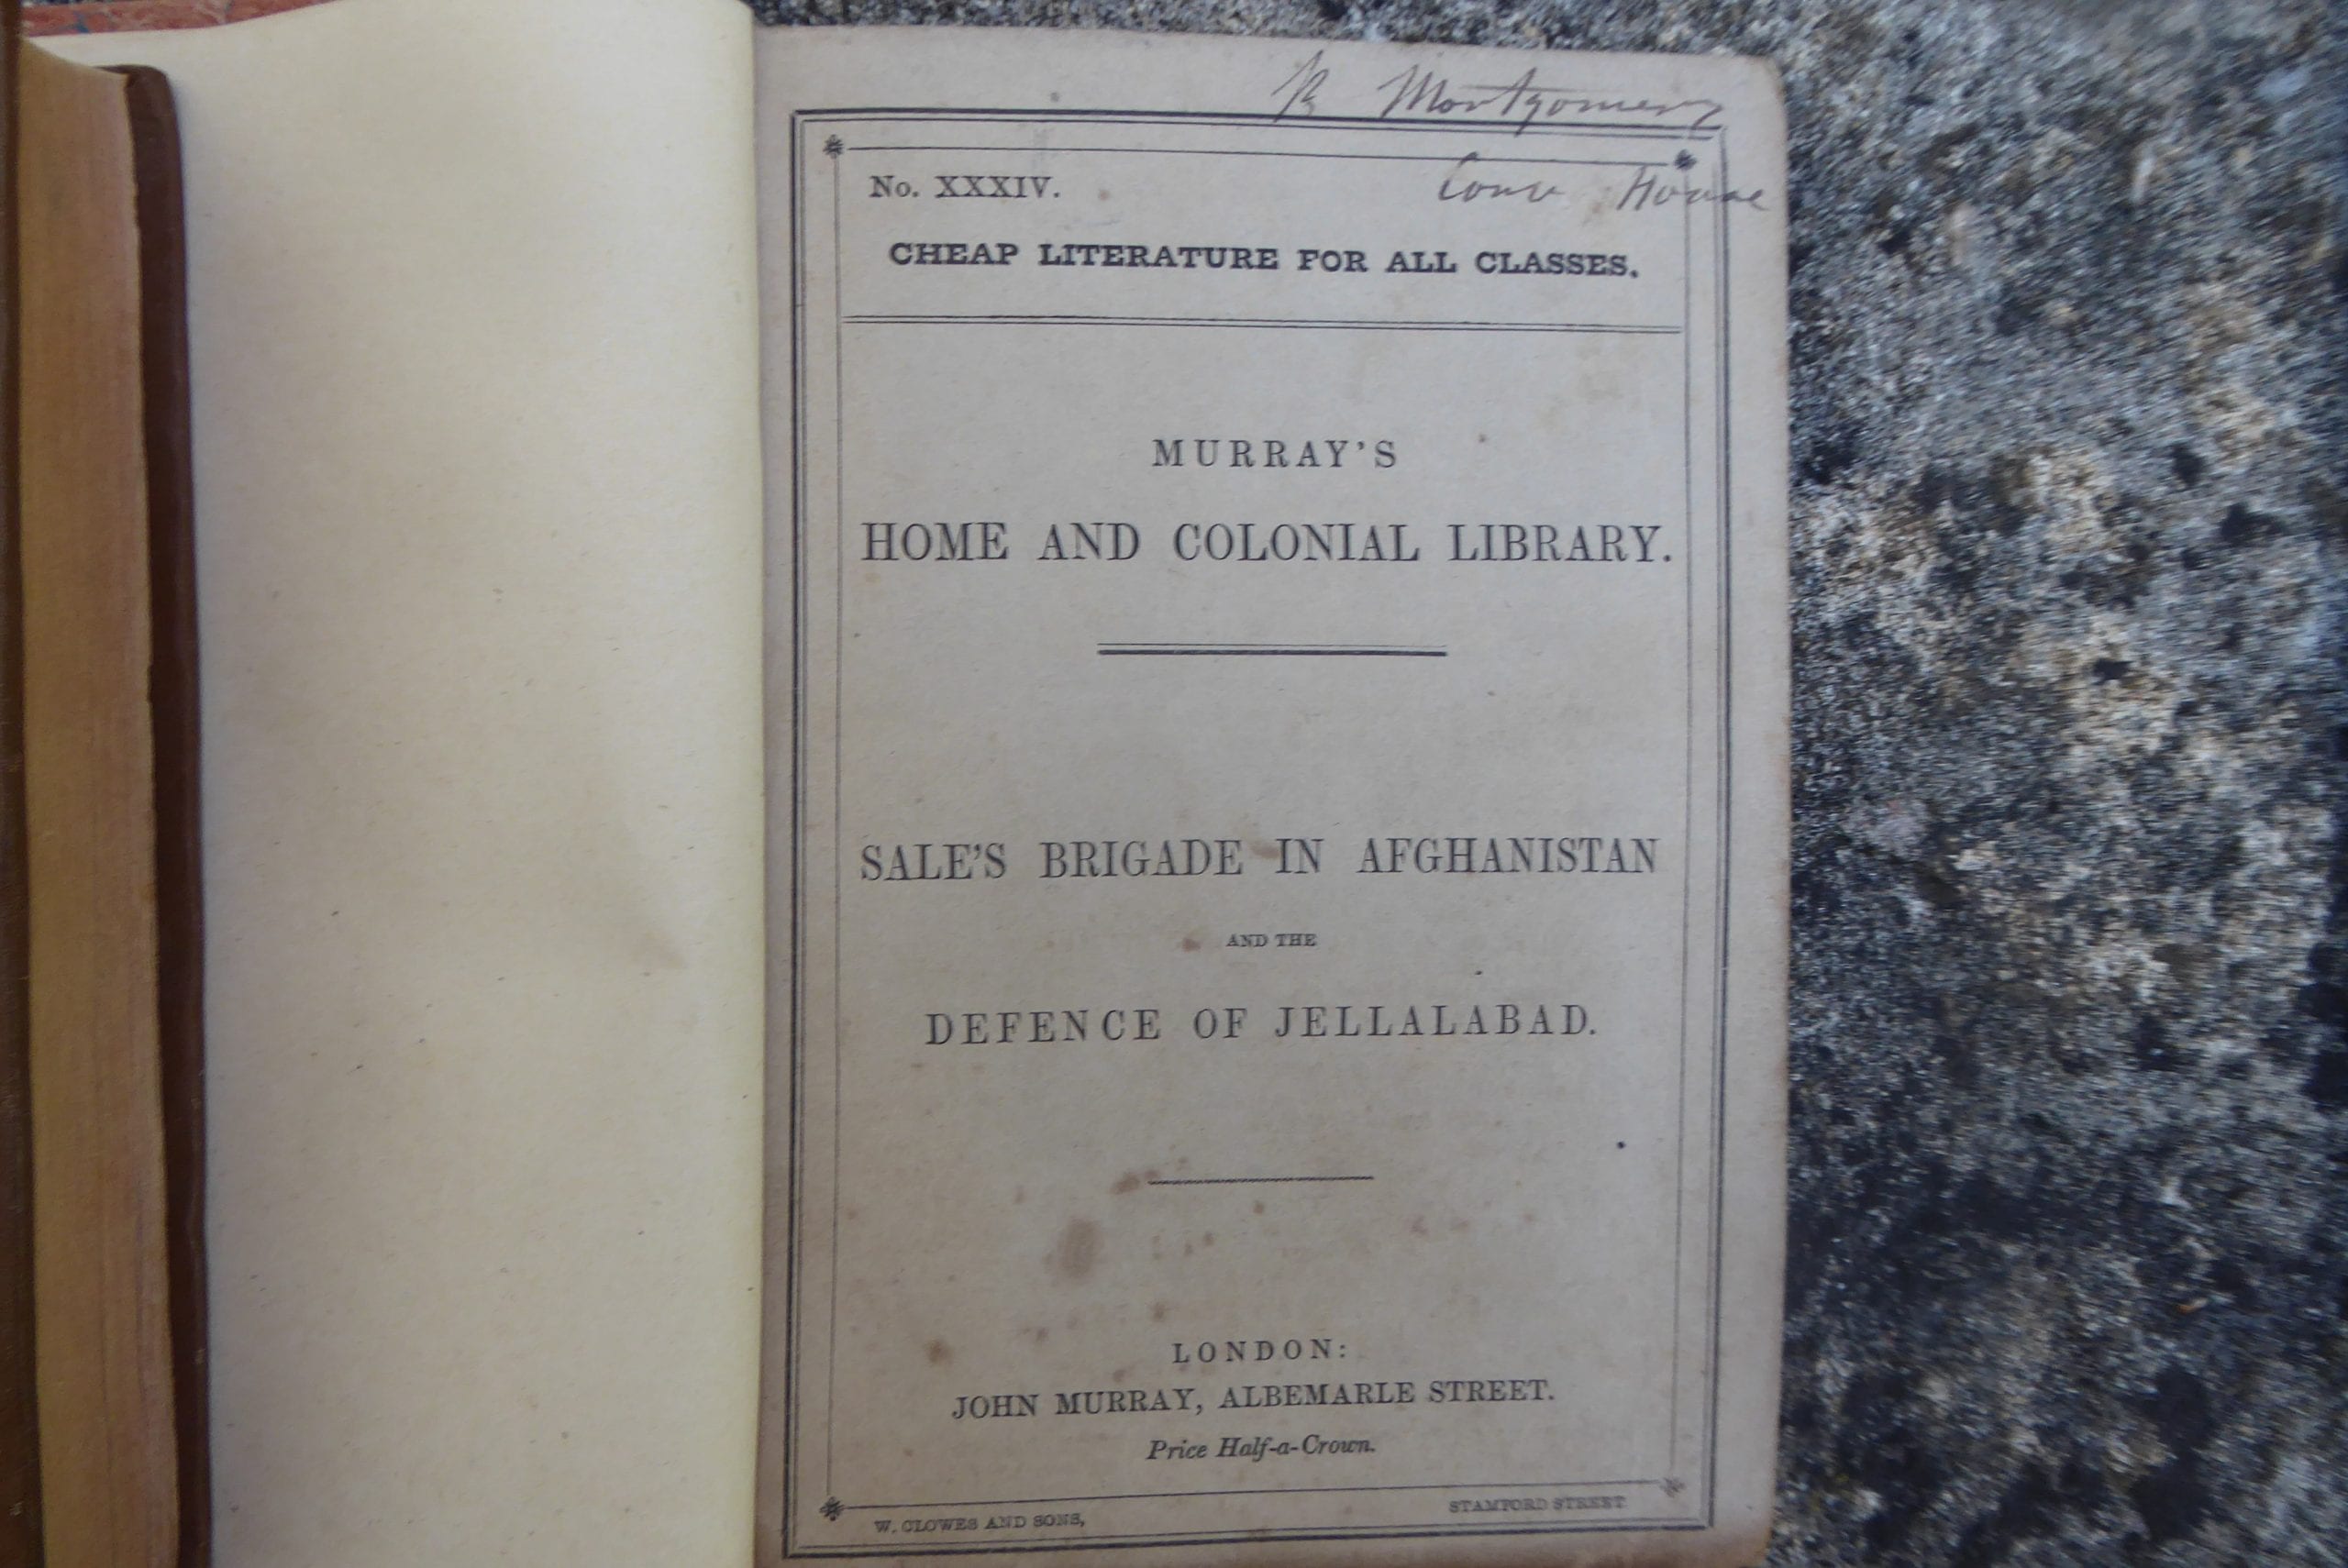 R Montgomery
No. XXXIV.
House
CHEAP LITERATURE FOR ALL CLASSES.
MURRAY'S
HOME AND COLONIAL LIBRARY.
SALE'S BRIGADE IN AFGHANISTAN
AND THE
DEFENCE OF JELLALABAD.
LONDON:
JOHN MURRAY, ALBEMARLE STREET.
Price Half-a-Crown.
W. CLOWES AND SONS, STAMFORD STREET